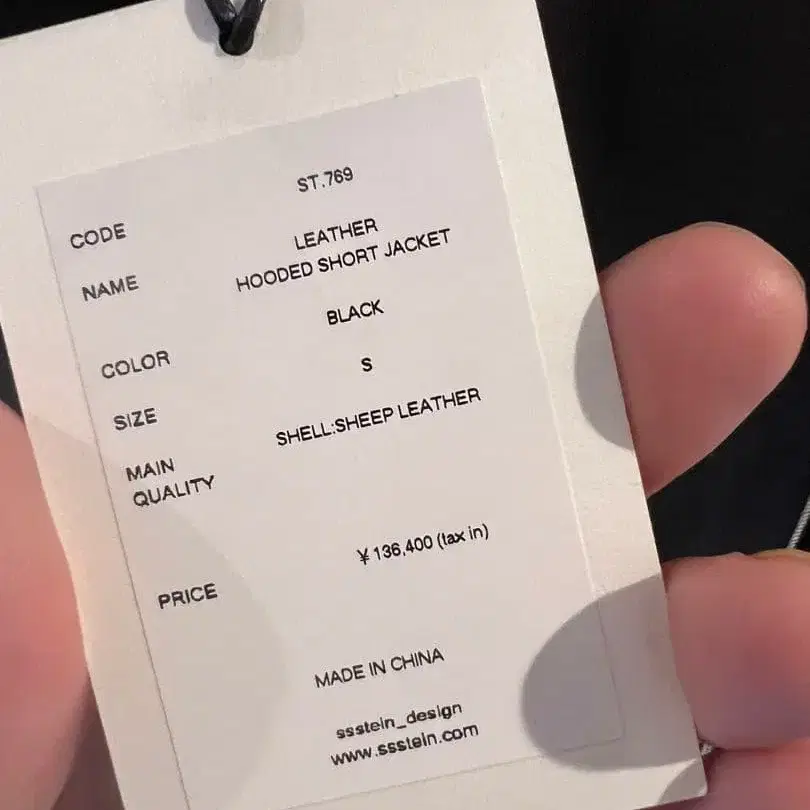 CODE ST.769
NAME LEATHER
HOODED SHORT JACKET
COLOR BLACK
SIZE S
MAIN
QUALITY SHELL:SHEEP LEATHER
PRICE ¥136,400 (tax in)
MADE IN CHINA
ssstein_design
www.ssstein.com